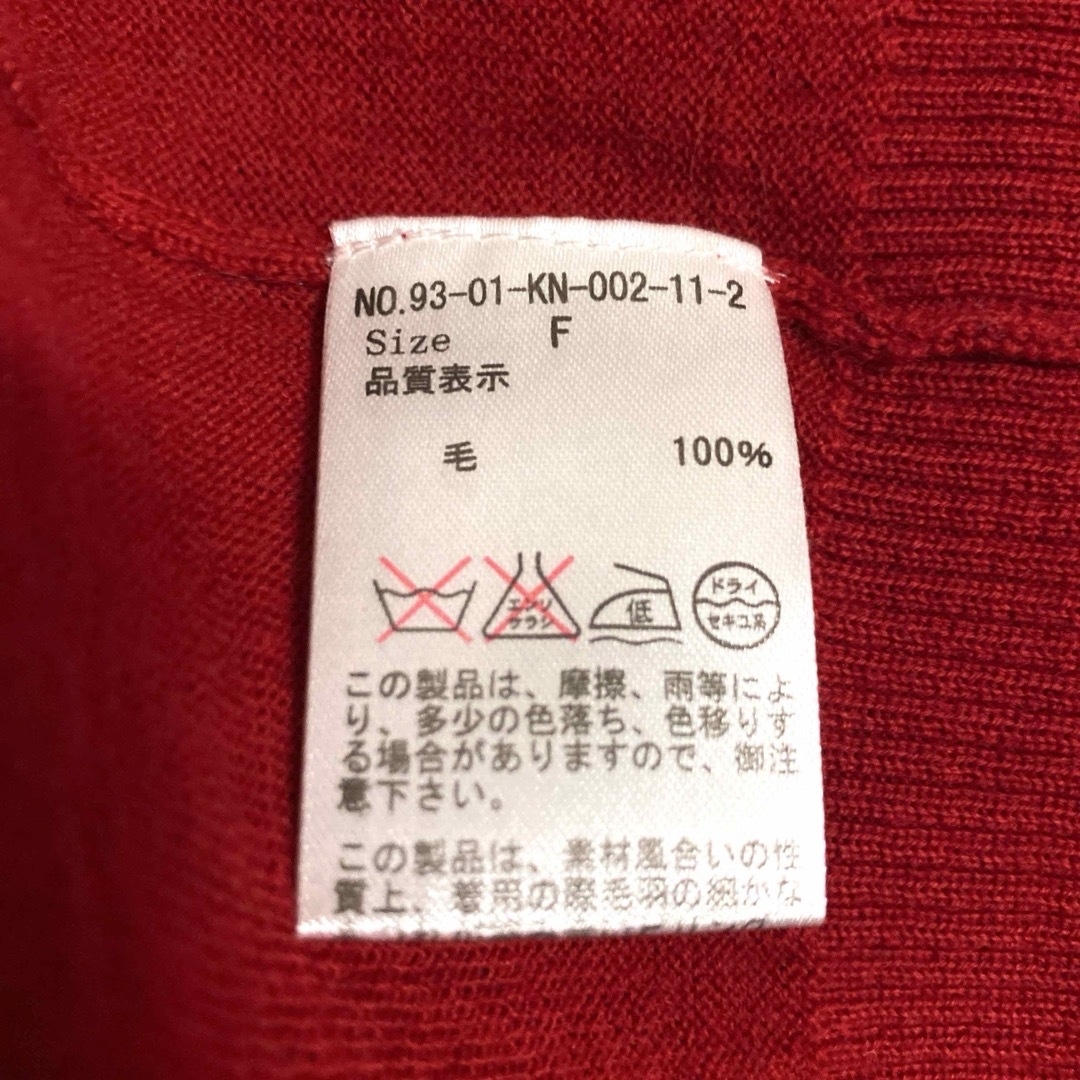 NO.93-01-KN-002-11-2
Size F
品質表示
毛 100%
エンソ
サラシ
低
ドライ
セキユ系
この製品は、摩擦、雨等によ
り、多少の色落ち、色移りす
る場合がありますので、御注
意下さい。
この製品は、素材風合いの性
質上、着用の際毛羽の細かな